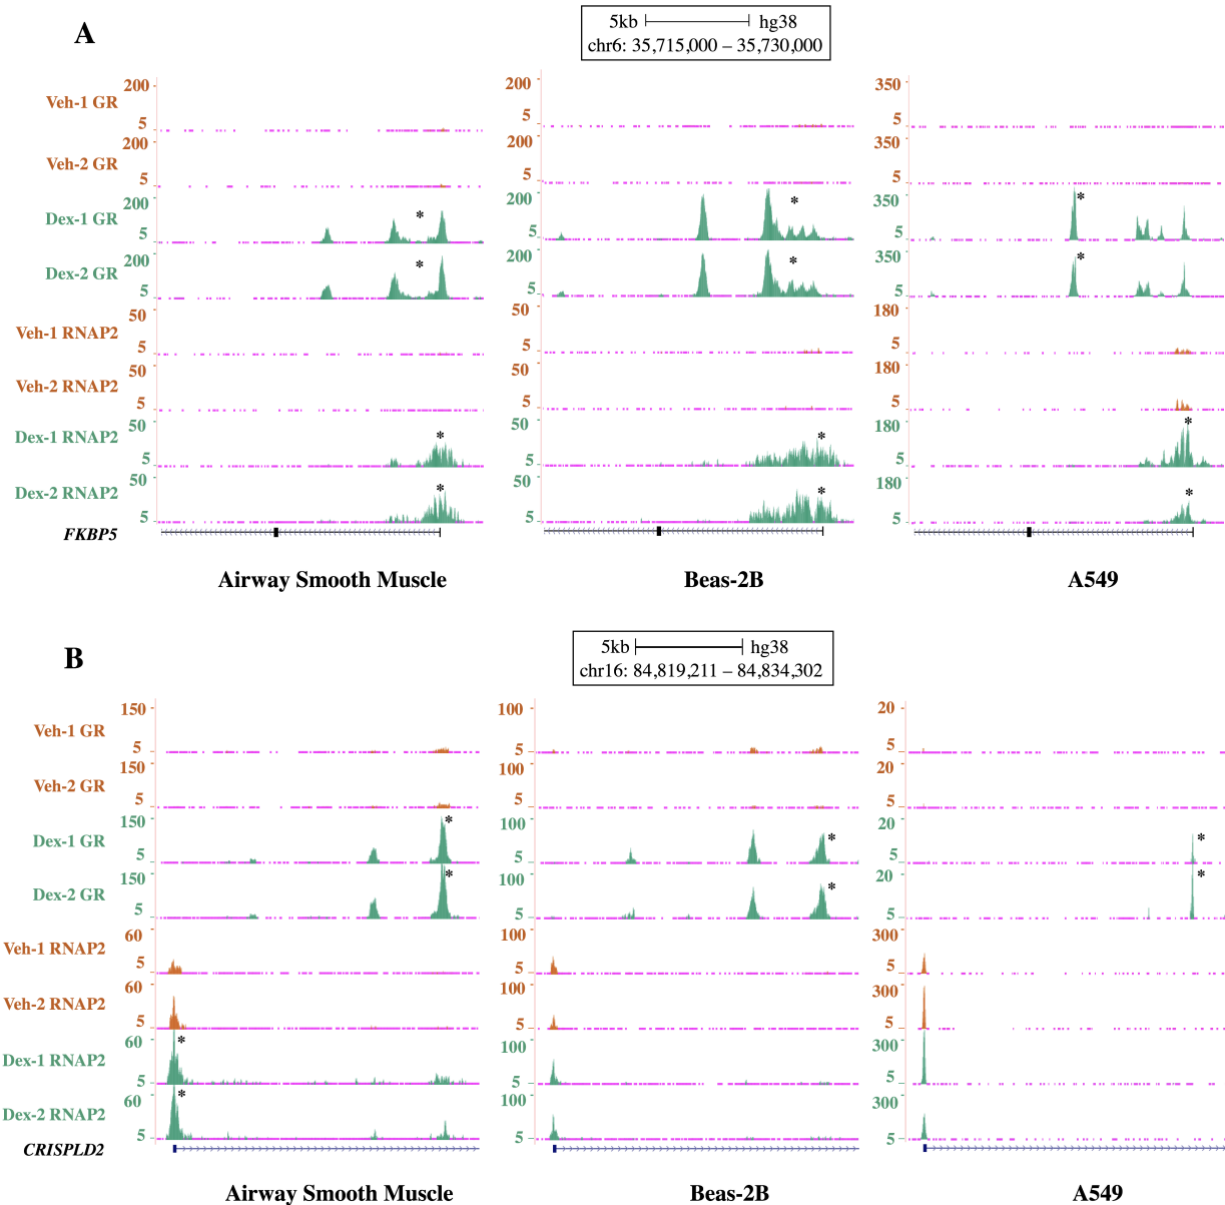 A
5kb hg38
chr6: 35,715,000 – 35,730,000
Veh-1 GR 200 5 200 5 350 5
Veh-2 GR 200 5 200 5 350 5
Dex-1 GR 200 5 * 200 5 * 350 5 *
Dex-2 GR 200 5 * 200 5 * 350 5 *
Veh-1 RNAP2 50 5 50 5 180 5
Veh-2 RNAP2 50 5 50 5 180 5
Dex-1 RNAP2 50 5 * 50 5 * 180 5 *
Dex-2 RNAP2 50 5 * 50 5 * 180 5 *
FKBP5
Airway Smooth Muscle Beas-2B A549
B
5kb hg38
chr16: 84,819,211 – 84,834,302
Veh-1 GR 150 5 100 5 20 5
Veh-2 GR 150 5 100 5 20 5
Dex-1 GR 150 5 * 100 5 * 20 5 *
Dex-2 GR 150 5 * 100 5 * 20 5 *
Veh-1 RNAP2 60 5 100 5 300 5
Veh-2 RNAP2 60 5 100 5 300 5
Dex-1 RNAP2 60 5 * 100 5 300 5
Dex-2 RNAP2 60 5 * 100 5 300 5
CRISPLD2
Airway Smooth Muscle Beas-2B A549